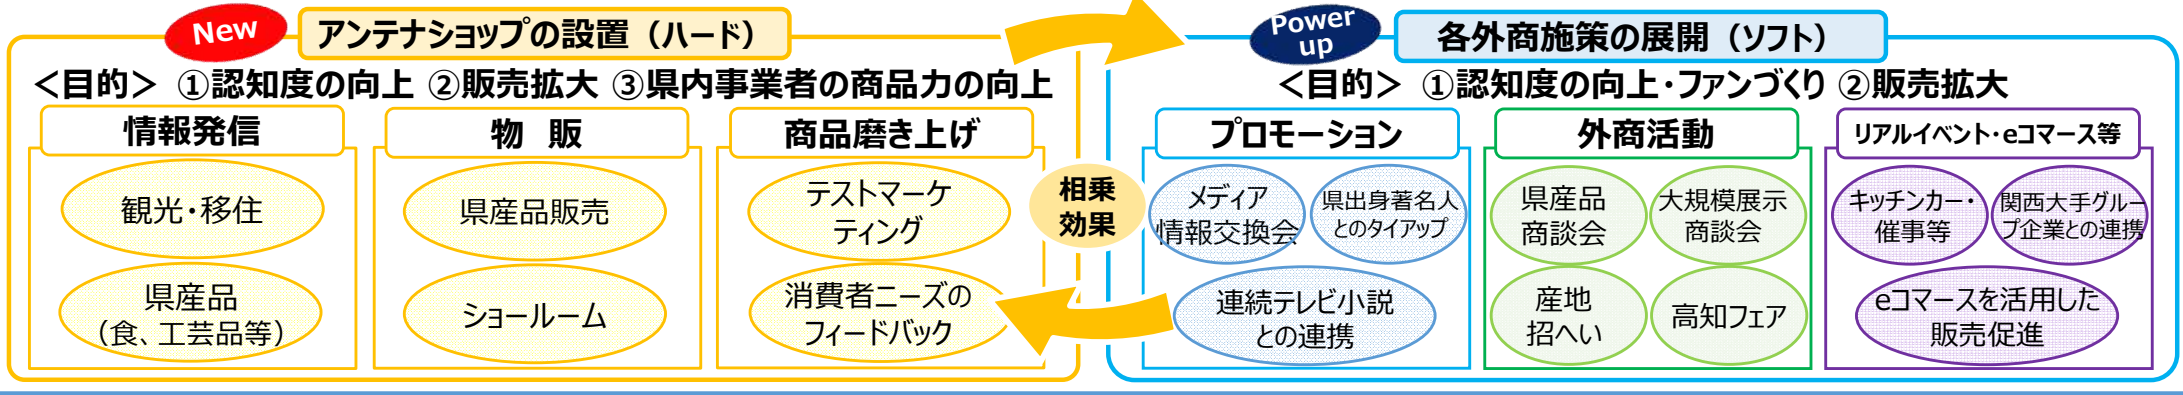 New
アンテナショップの設置（ハード）
＜目的＞ ①認知度の向上 ②販売拡大 ③県内事業者の商品力の向上
情報発信
観光・移住
県産品
（食、工芸品等）
物　販
県産品販売
ショールーム
商品磨き上げ
テストマーケ
ティング
消費者ニーズの
フィードバック
相乗
効果
Power
up
各外商施策の展開（ソフト）
＜目的＞ ①認知度の向上・ファンづくり ②販売拡大
プロモーション
メディア
情報交換会
県出身著名人
とのタイアップ
連続テレビ小説
との連携
外商活動
県産品
商談会
大規模展示
商談会
産地
招へい
高知フェア
リアルイベント・eコマース等
キッチンカー・
催事等
関西大手グルー
プ企業との連携
eコマースを活用した
販売促進